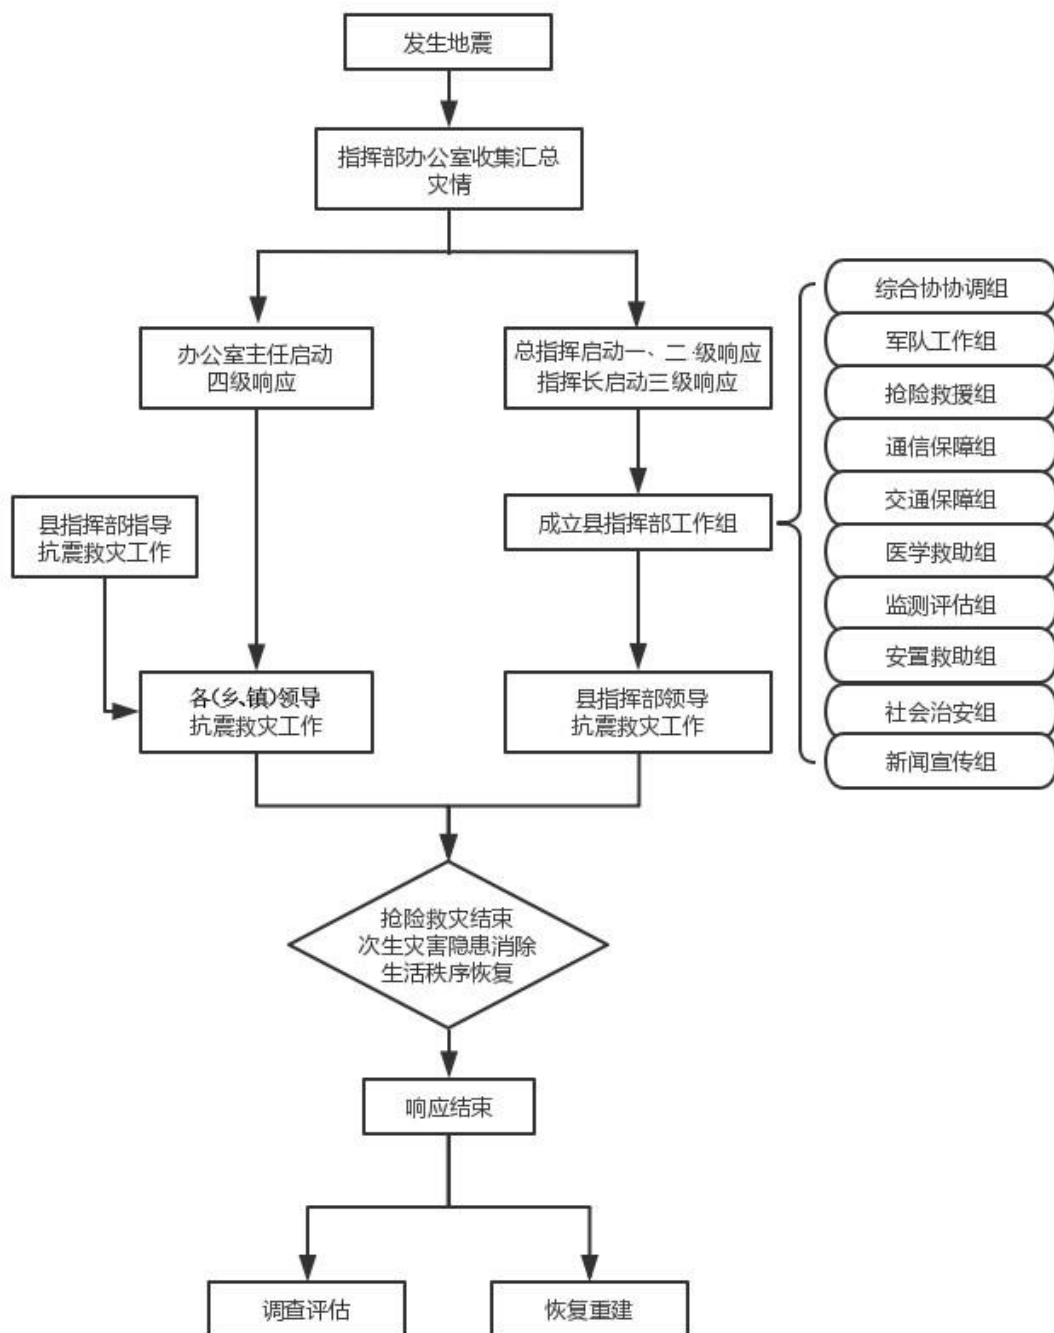 发生地震
指挥部办公室收集汇总
灾情
办公室主任启动
四级响应
总指挥启动一、二·级响应
指挥长启动三级响应
县指挥部指导
抗震救灾工作
成立县指挥部工作组
综合协协调组
军队工作组
抢险救援组
通信保障组
交通保障组
医学救助组
监测评估组
安置救助组
社会治安组
新闻宣传组
各(乡、镇)领导
抗震救灾工作
县指挥部领导
抗震救灾工作
抢险救灾结束
次生灾害隐患消除
生活秩序恢复
响应结束
调查评估
恢复重建